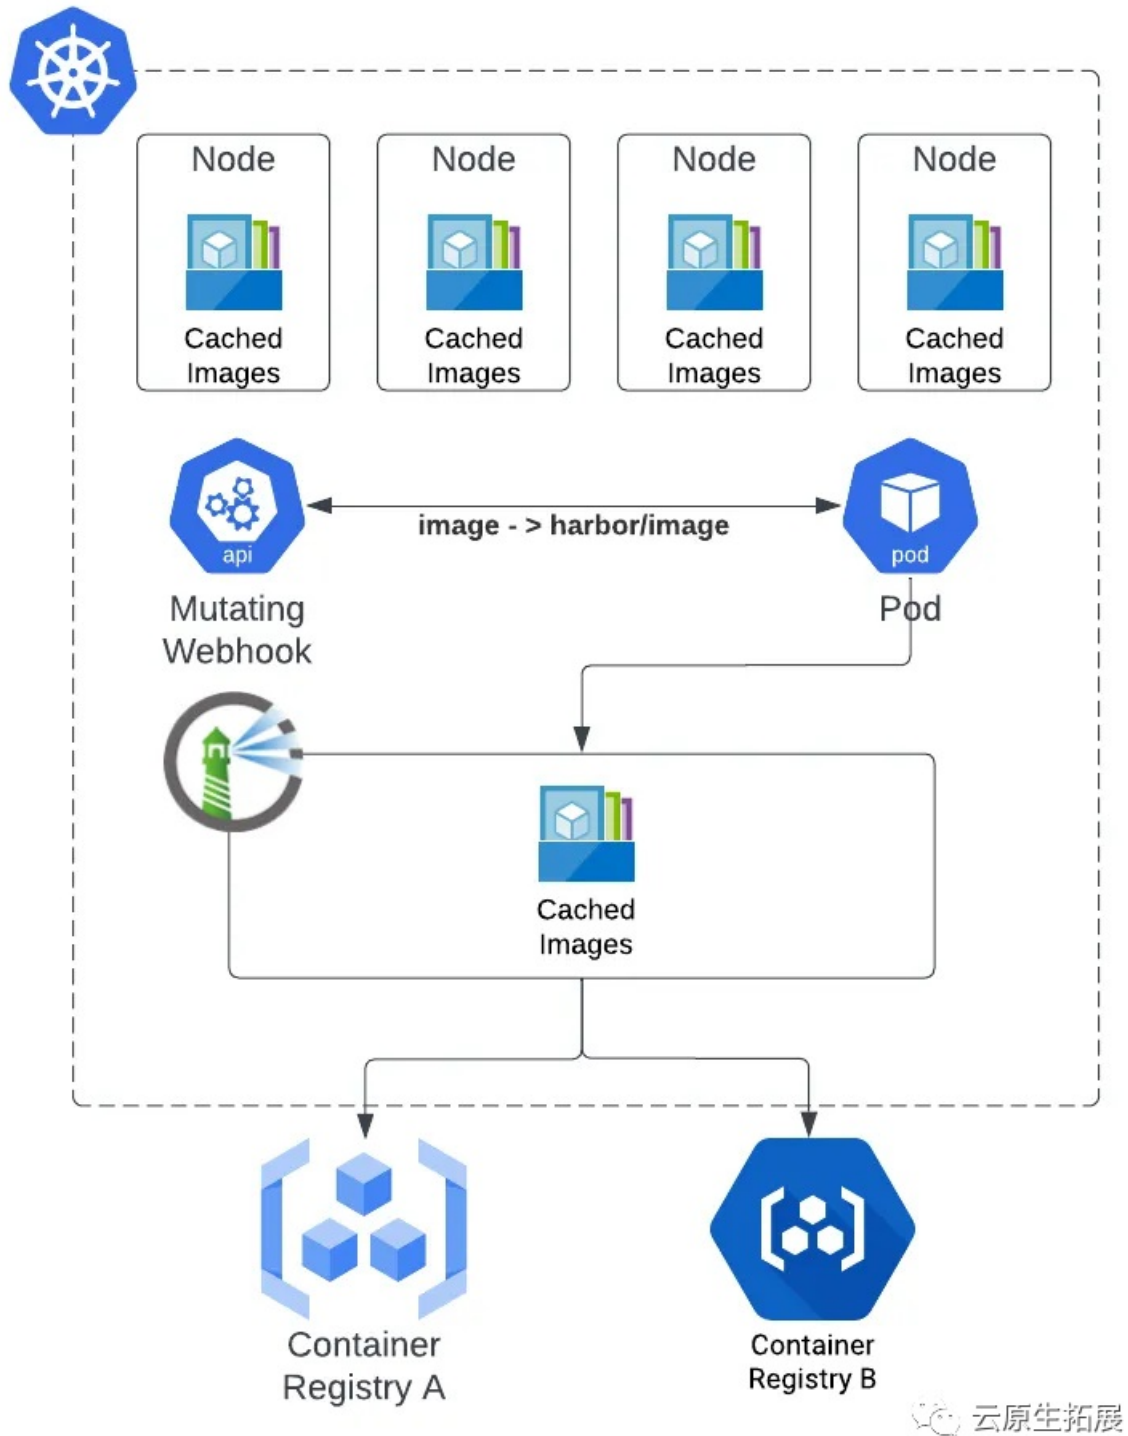 Node
Node
Node
Node
Cached
Images
Cached
Images
Cached
Images
Cached
Images
api
image - > harbor/image
pod
Mutating
Webhook
Pod
Cached
Images
Container
Registry A
Container
Registry B
云原生拓展